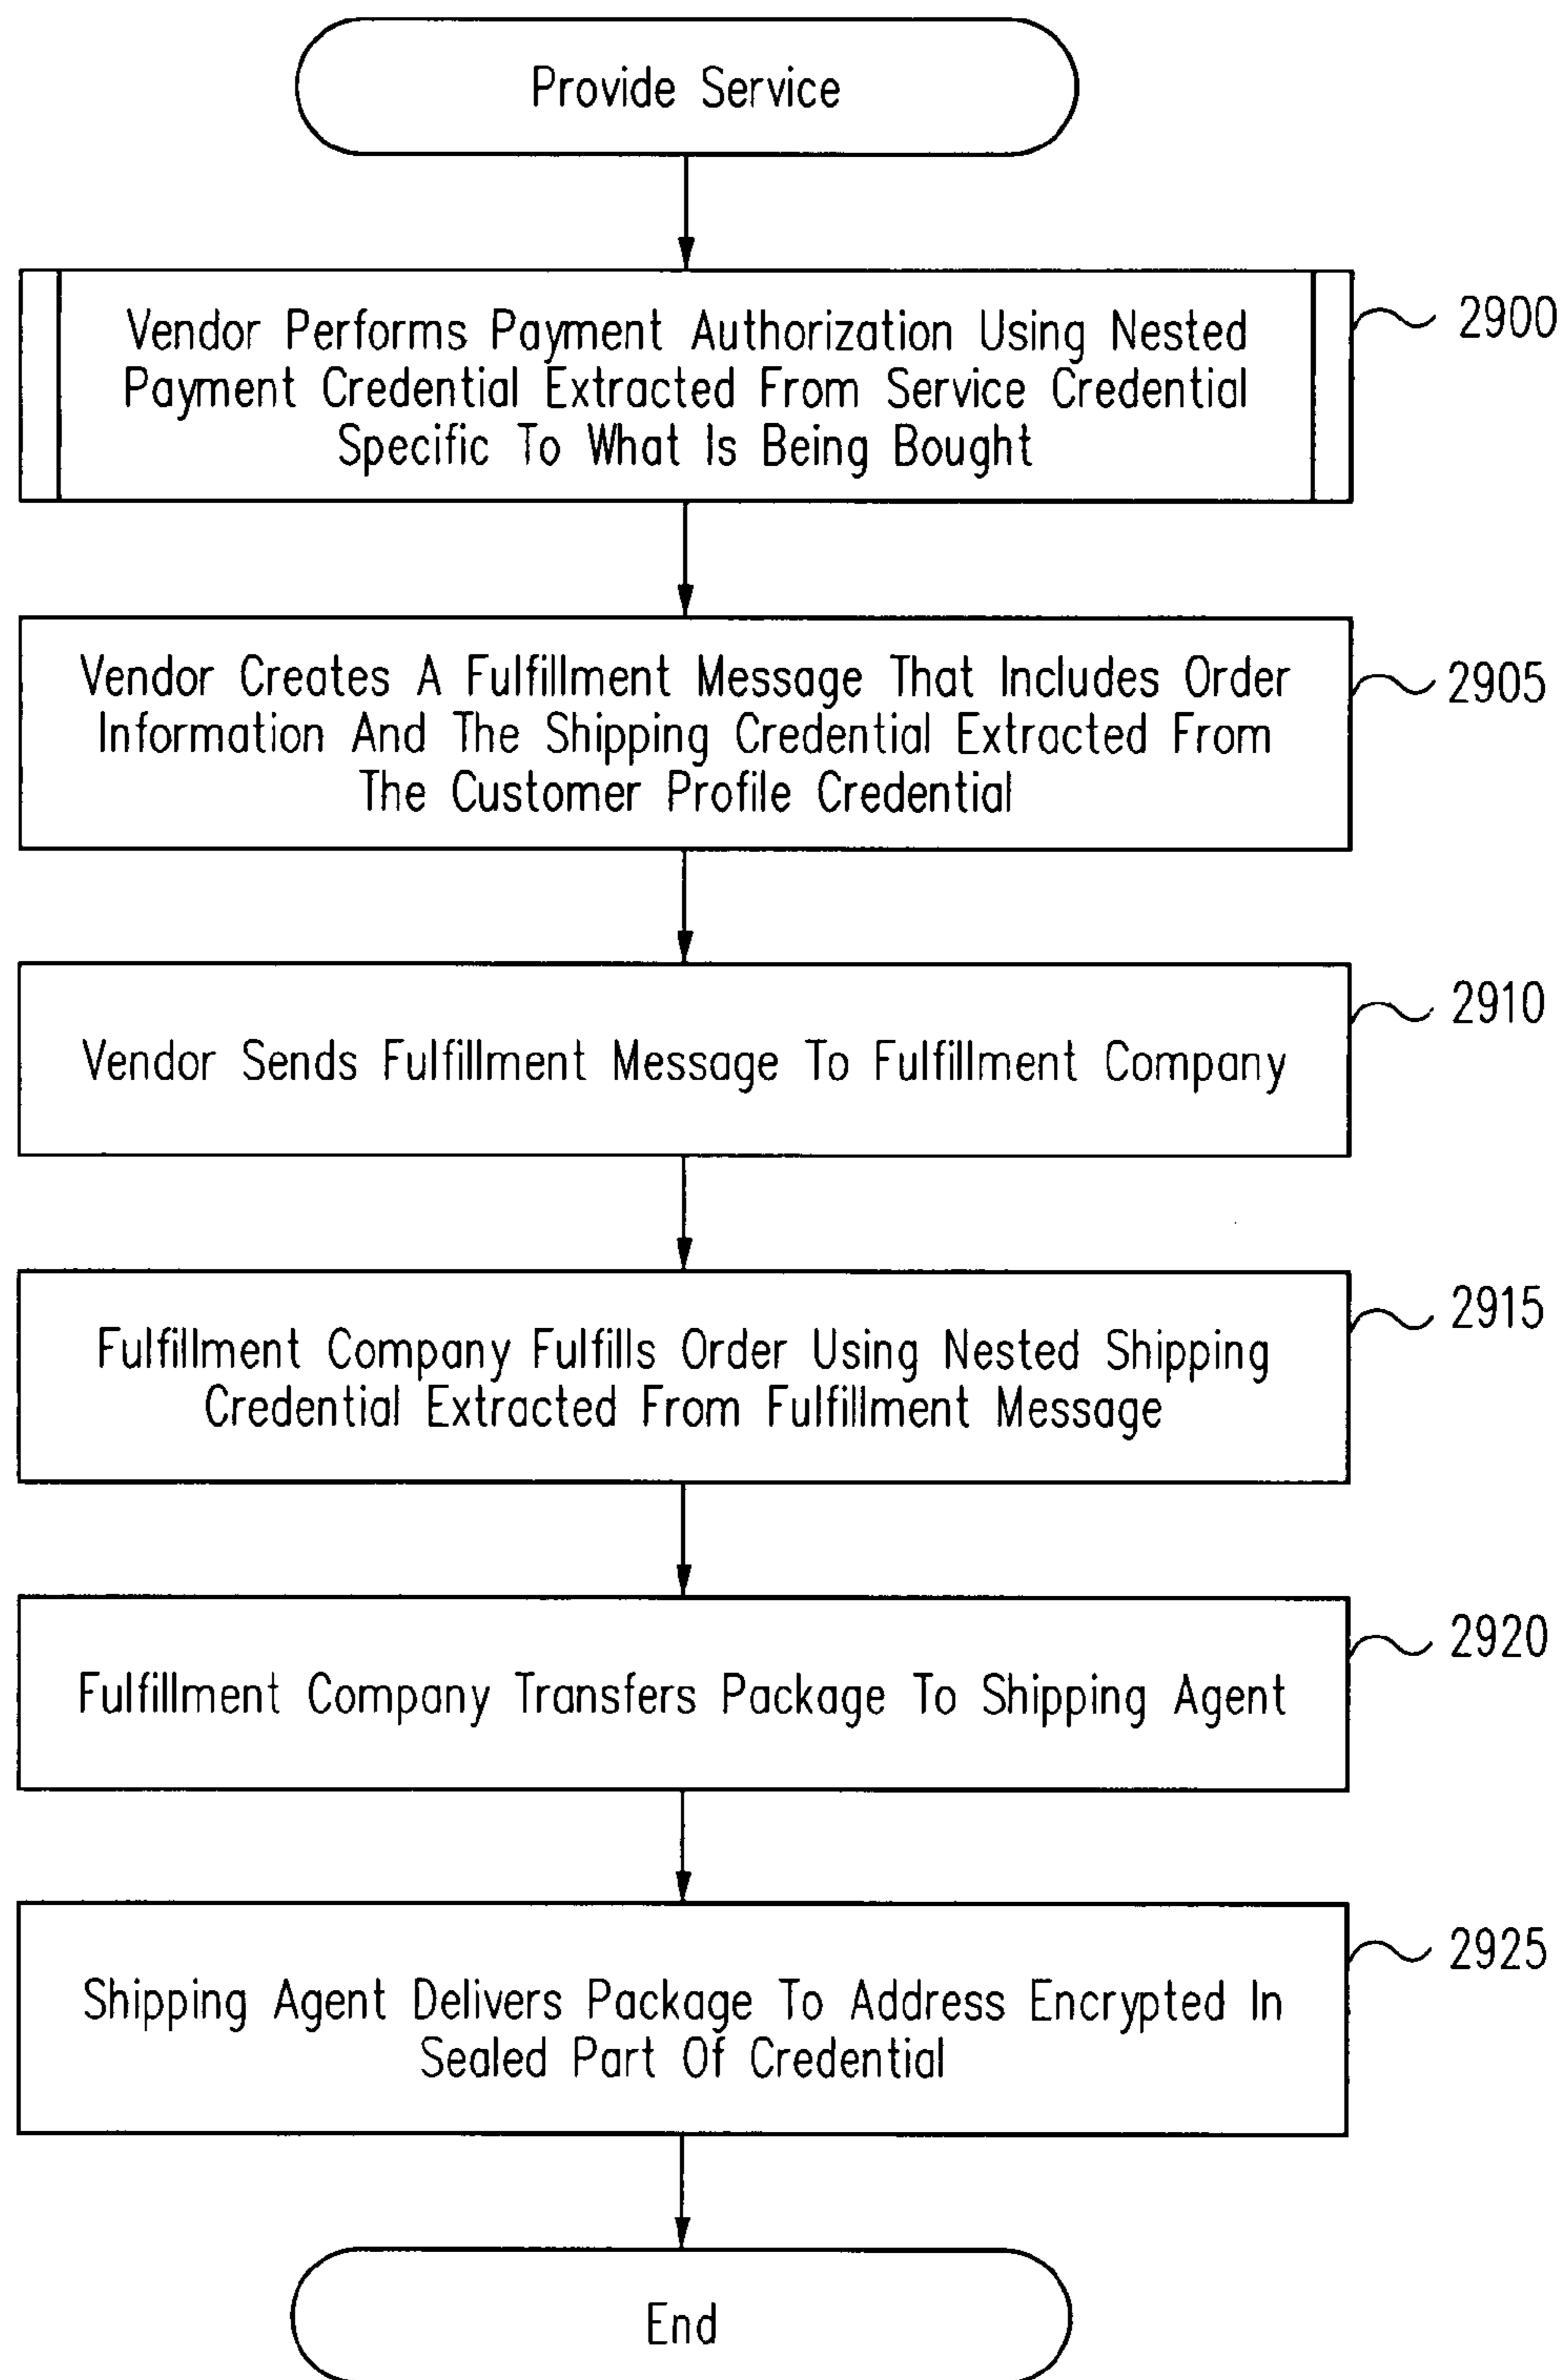 Provide Service
Vendor Performs Payment Authorization Using Nested
Payment Credential Extracted From Service Credential
Specific To What Is Being Bought
2900
Vendor Creates A Fulfillment Message That Includes Order
Information And The Shipping Credential Extracted From
The Customer Profile Credential
2905
Vendor Sends Fulfillment Message To Fulfillment Company
2910
Fulfillment Company Fulfills Order Using Nested Shipping
Credential Extracted From Fulfillment Message
2915
Fulfillment Company Transfers Package To Shipping Agent
2920
Shipping Agent Delivers Package To Address Encrypted In
Sealed Part Of Credential
2925
End